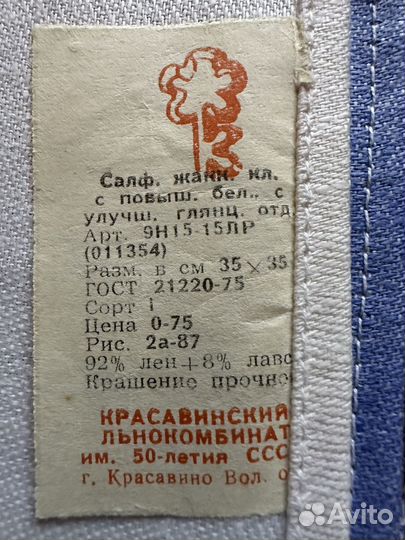 Салф. жакк. кл.
с повыш. бел., с
улучш. глянц. отд
Арт. 9Н15-15ЛР
(011354)
Разм. в см 35×35
ГОСТ 21220-75
Сорт 1
Цена 0-75
Рис. 2а-87
92% лен+8% лавс
Крашение прочно
КРАСАВИНСКИЙ
ЛЬНОКОМБИНАТ
им. 50-летия ССС
г. Красавино Вол. о
Avito